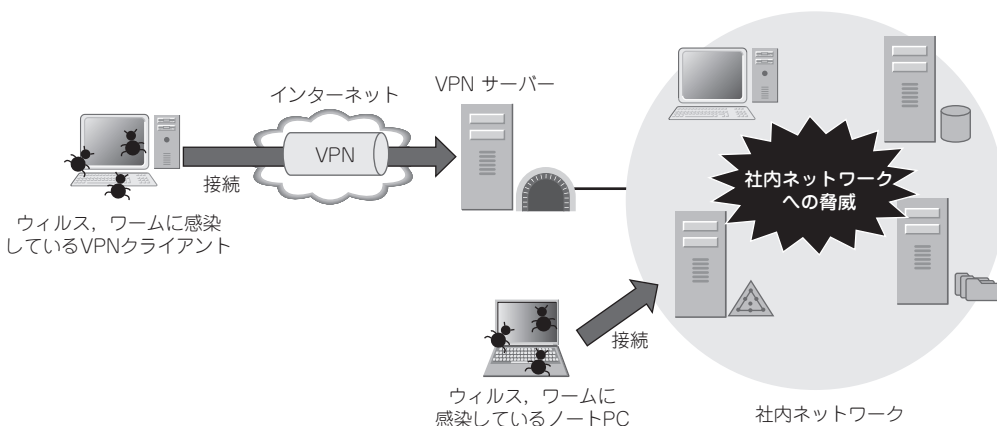 インターネット
VPN サーバー
VPN
接続
ウィルス，ワームに感染
しているVPNクライアント
社内ネットワーク
への脅威
接続
ウィルス，ワームに
感染しているノートPC
社内ネットワーク